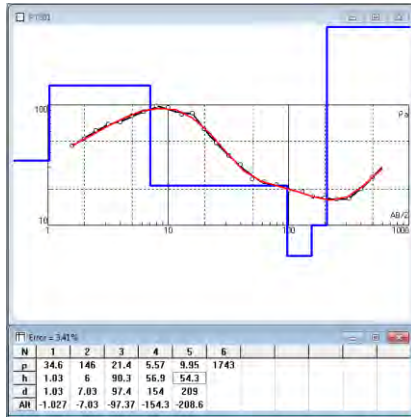 PT301
100
Pa
10
AB/2
1 10 100 1000
Error = 3.41%
N 1 2 3 4 5 6
ρ 34.6 146 21.4 5.57 9.95 1743
h 1.03 6 90.3 56.9 54.3
d 1.03 7.03 97.4 154 209
Alt -1.027 -7.03 -97.37 -154.3 -208.6